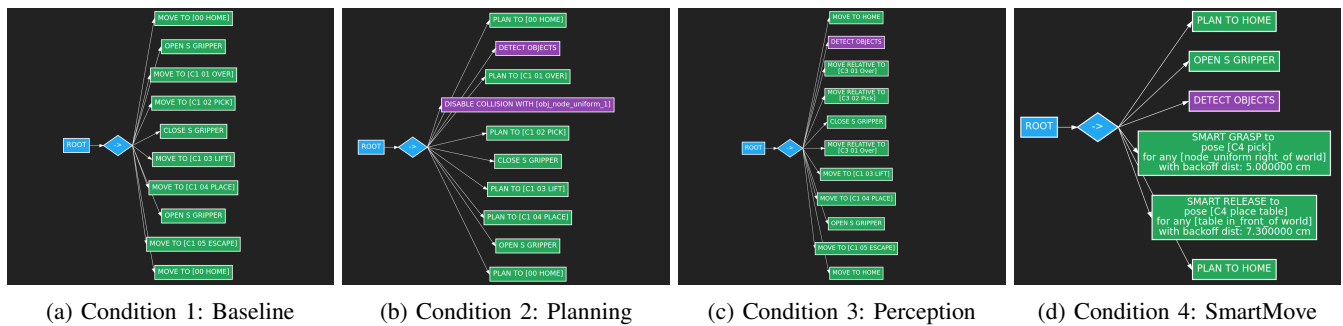 MOVE TO [00 HOME]
OPEN S GRIPPER
MOVE TO [C1 01 OVER]
MOVE TO [C1 02 PICK]
CLOSE S GRIPPER
ROOT
->
MOVE TO [C1 03 LIFT]
MOVE TO [C1 04 PLACE]
OPEN S GRIPPER
MOVE TO [C1 05 ESCAPE]
MOVE TO [00 HOME]
(a) Condition 1: Baseline
PLAN TO [00 HOME]
DETECT OBJECTS
PLAN TO [C1 01 OVER]
DISABLE COLLISION WITH [obj_node_uniform_1]
PLAN TO [C1 02 PICK]
ROOT
->
CLOSE S GRIPPER
PLAN TO [C1 03 LIFT]
PLAN TO [C1 04 PLACE]
OPEN S GRIPPER
PLAN TO [00 HOME]
(b) Condition 2: Planning
MOVE TO HOME
DETECT OBJECTS
MOVE RELATIVE TO
[C3 01 Over]
MOVE RELATIVE TO
[C3 02 Pick]
CLOSE S GRIPPER
ROOT
->
MOVE RELATIVE TO
[C3 01 Over]
MOVE TO [C1 03 LIFT]
MOVE TO [C1 04 PLACE]
OPEN S GRIPPER
MOVE TO [C1 05 ESCAPE]
MOVE TO HOME
(c) Condition 3: Perception
PLAN TO HOME
OPEN S GRIPPER
DETECT OBJECTS
ROOT
->
SMART GRASP to
pose [C4 pick]
for any [node_uniform right_of world]
with backoff dist: 5.000000 cm
SMART RELEASE to
pose [C4 place table]
for any [table in_front_of world]
with backoff dist: 7.300000 cm
PLAN TO HOME
(d) Condition 4: SmartMove